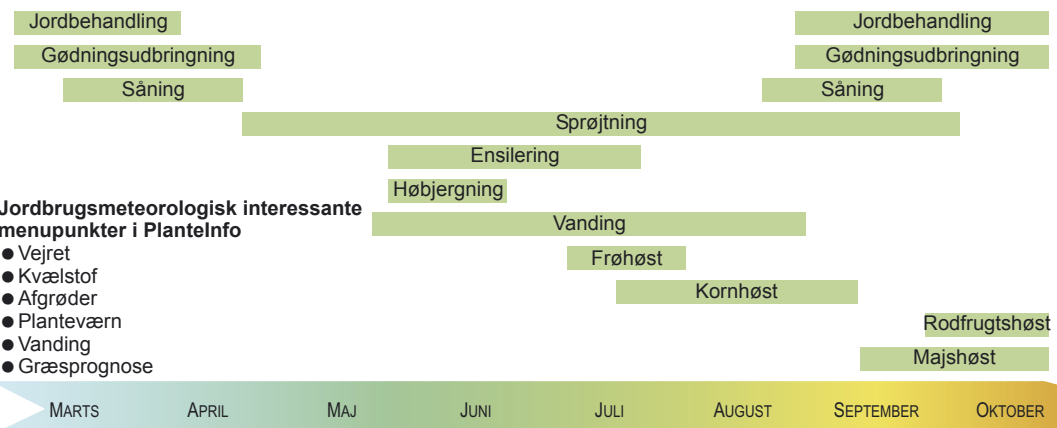 Jordbehandling Jordbehandling
Gødningsudbringning Gødningsudbringning
Såning Såning
Sprøjtning
Ensilering
Høbjergning
Jordbrugsmeteorologisk interessante
menupunkter i PlanteInfo
Vanding
● Vejret
● Kvælstof
● Afgrøder
● Planteværn
● Vanding
● Græsprognose
Frøhøst
Kornhøst
Rodfrugtshøst
Majshøst
MARTS APRIL MAJ JUNI JULI AUGUST SEPTEMBER OKTOBER